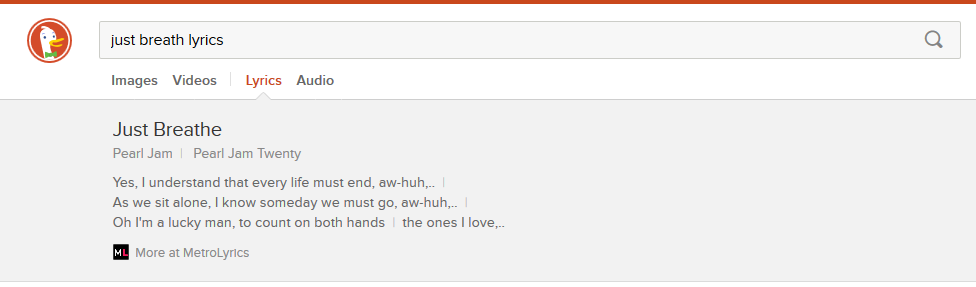 just breath lyrics
Images Videos Lyrics Audio
Just Breathe
Pearl Jam | Pearl Jam Twenty
Yes, I understand that every life must end, aw-huh,.. |
As we sit alone, I know someday we must go, aw-huh,.. |
Oh I'm a lucky man, to count on both hands | the ones I love,..
ML More at MetroLyrics